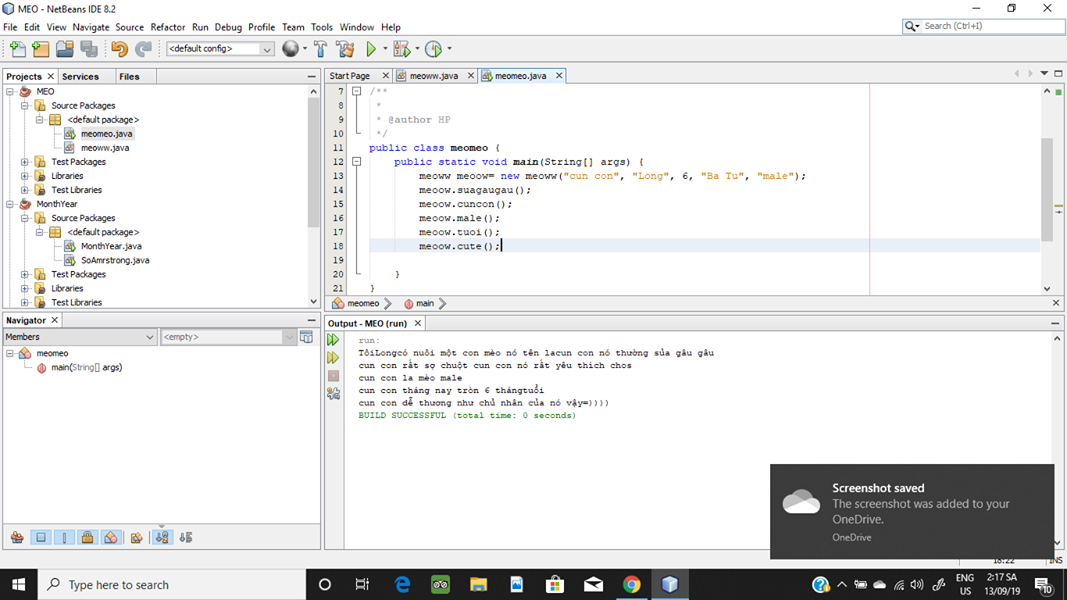 MEO - NetBeans IDE 8.2
File Edit View Navigate Source Refactor Run Debug Profile Team Tools Window Help
Search (Ctrl+I)
<default config>
Projects Services Files
MEO
Source Packages
<default package>
meomeo.java
meoww.java
Test Packages
Libraries
Test Libraries
MonthYear
Source Packages
<default package>
MonthYear.java
SoAmrstrong.java
Test Packages
Libraries
Test Libraries
Start Page meoww.java meomeo.java
7 /**
8 *
9 * @author HP
10 */
11 public class meomeo {
12 public static void main(String[] args) {
13 meoww meoow= new meoww("cun con", "Long", 6, "Ba Tu", "male");
14 meoow.suagaugau();
15 meoow.cuncon();
16 meoow.male();
17 meoow.tuoi();
18 meoow.cute();
19
20 }
21 }
meomeo main
Navigator
Members <empty>
meomeo
main(String[] args)
Output - MEO (run)
run:
TôiLongcó nuôi một con mèo nó tên lacun con nó thường sủa gâu gâu
cun con rất sợ chuột cun con nó rất yêu thích chos
cun con la mèo male
cun con tháng nay tròn 6 thángtuổi
cun con dễ thương như chủ nhân của nó vậy=))))
BUILD SUCCESSFUL (total time: 0 seconds)
Screenshot saved
The screenshot was added to your
OneDrive.
OneDrive
18:22 INS
Type here to search
ENG
US
2:17 SA
13/09/19
10